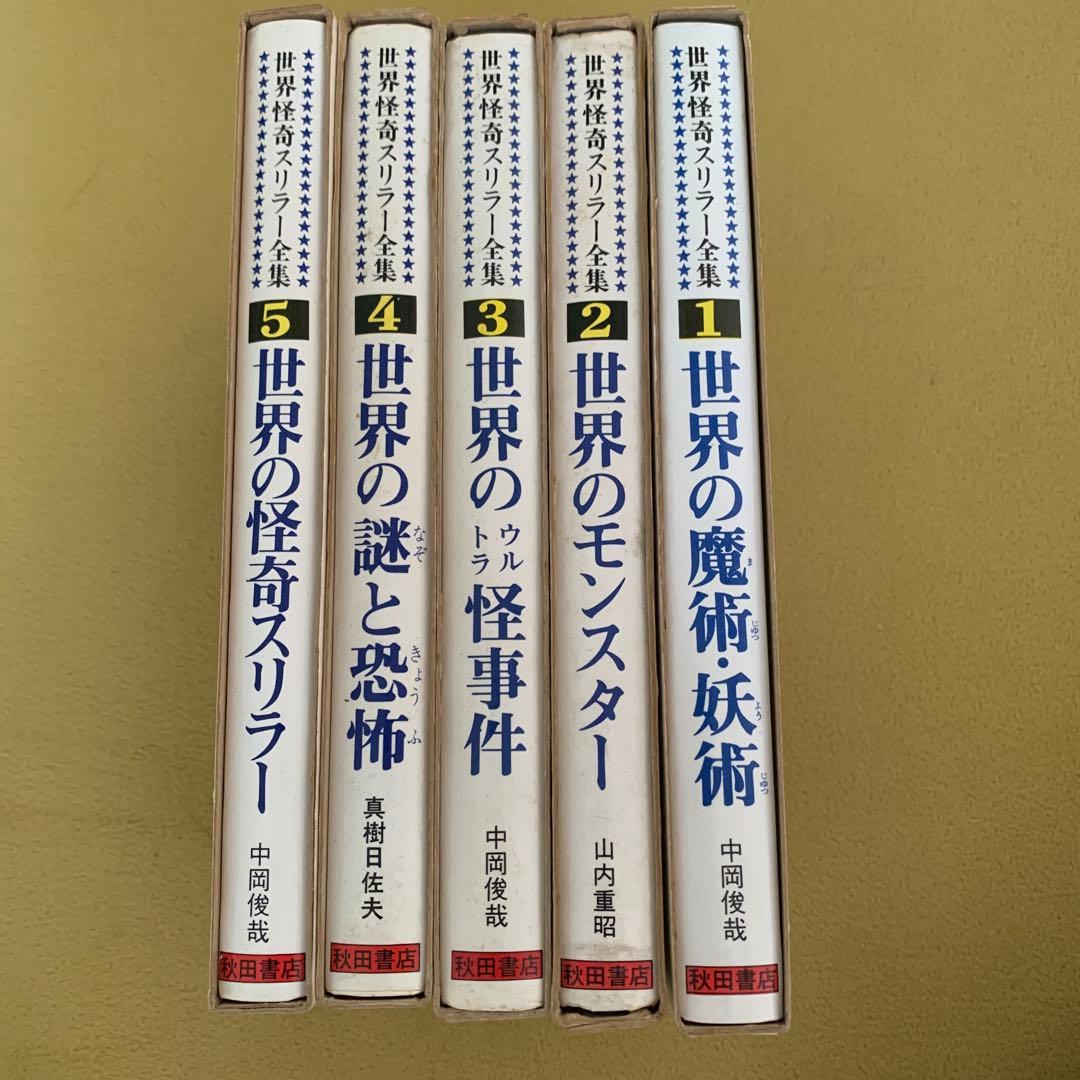 世界怪奇スリラー全集
1
世界の魔術・妖術
ま
じゅつ
よう
じゅつ
中岡俊哉
秋田書店
世界怪奇スリラー全集
2
世界のモンスター
山内重昭
秋田書店
世界怪奇スリラー全集
3
世界のウルトラ怪事件
中岡俊哉
秋田書店
世界怪奇スリラー全集
4
世界の謎と恐怖
なぞ
きょうふ
真樹日佐夫
秋田書店
世界怪奇スリラー全集
5
世界の怪奇スリラー
中岡俊哉
秋田書店